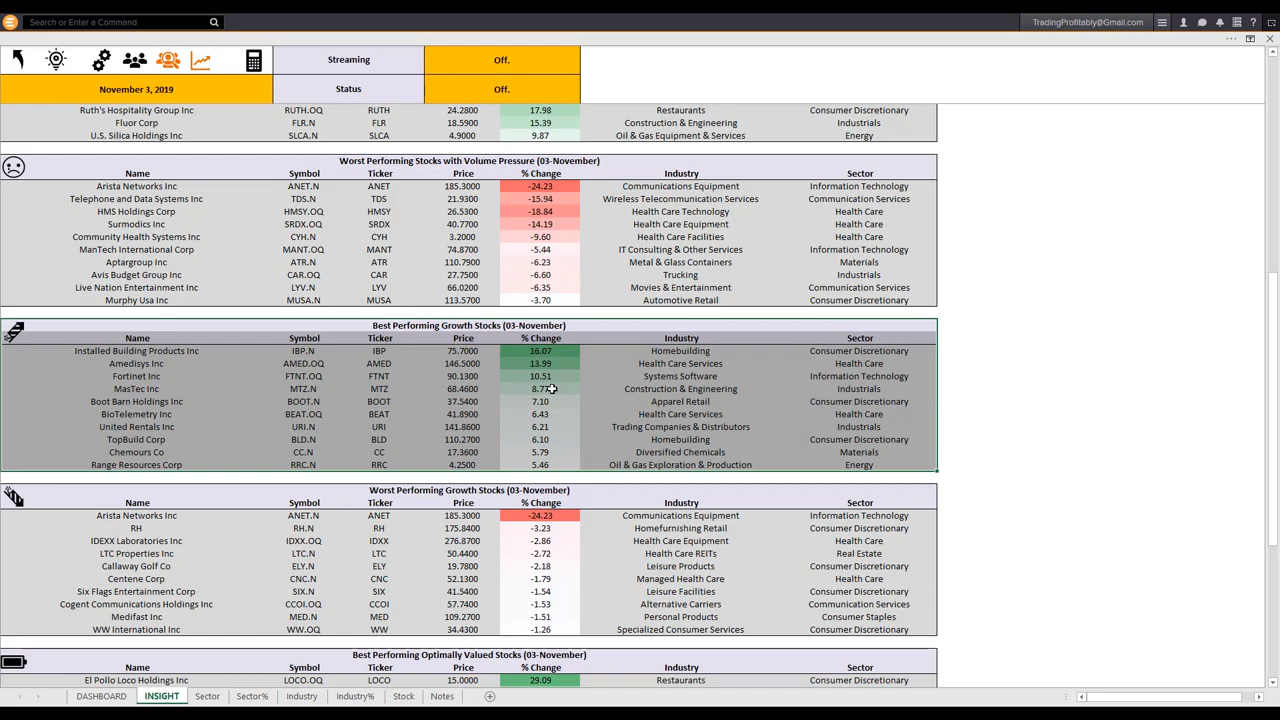 Search or Enter a Command TradingProfitably@Gmail.com
Streaming Off.
November 3, 2019 Status Off.
Ruth's Hospitality Group Inc RUTH.OQ RUTH 24.2800 17.98 Restaurants Consumer Discretionary
Fluor Corp FLR.N FLR 18.5900 15.39 Construction & Engineering Industrials
U.S. Silica Holdings Inc SLCA.N SLCA 4.9000 9.87 Oil & Gas Equipment & Services Energy
Worst Performing Stocks with Volume Pressure (03-November)
Name Symbol Ticker Price % Change Industry Sector
Arista Networks Inc ANET.N ANET 185.3000 -24.23 Communications Equipment Information Technology
Telephone and Data Systems Inc TDS.N TDS 21.9300 -15.94 Wireless Telecommunication Services Communication Services
HMS Holdings Corp HMSY.OQ HMSY 26.5300 -18.84 Health Care Technology Health Care
Surmodics Inc SRDX.OQ SRDX 40.7700 -14.19 Health Care Equipment Health Care
Community Health Systems Inc CYH.N CYH 3.2000 -9.60 Health Care Facilities Health Care
ManTech International Corp MANT.OQ MANT 74.8700 -5.44 IT Consulting & Other Services Information Technology
Aptargroup Inc ATR.N ATR 110.7900 -6.23 Metal & Glass Containers Materials
Avis Budget Group Inc CAR.OQ CAR 27.7500 -6.60 Trucking Industrials
Live Nation Entertainment Inc LYV.N LYV 66.0200 -6.35 Movies & Entertainment Communication Services
Murphy Usa Inc MUSA.N MUSA 113.5700 -3.70 Automotive Retail Consumer Discretionary
Best Performing Growth Stocks (03-November)
Name Symbol Ticker Price % Change Industry Sector
Installed Building Products Inc IBP.N IBP 75.7000 16.07 Homebuilding Consumer Discretionary
Amedisys Inc AMED.OQ AMED 146.5000 13.99 Health Care Services Health Care
Fortinet Inc FTNT.OQ FTNT 90.1300 10.51 Systems Software Information Technology
MasTec Inc MTZ.N MTZ 68.4600 8.77 Construction & Engineering Industrials
Boot Barn Holdings Inc BOOT.N BOOT 37.5400 7.10 Apparel Retail Consumer Discretionary
BioTelemetry Inc BEAT.OQ BEAT 41.8900 6.43 Health Care Services Health Care
United Rentals Inc URI.N URI 141.8600 6.21 Trading Companies & Distributors Industrials
TopBuild Corp BLD.N BLD 110.2700 6.10 Homebuilding Consumer Discretionary
Chemours Co CC.N CC 17.3600 5.79 Diversified Chemicals Materials
Range Resources Corp RRC.N RRC 4.2500 5.46 Oil & Gas Exploration & Production Energy
Worst Performing Growth Stocks (03-November)
Name Symbol Ticker Price % Change Industry Sector
Arista Networks Inc ANET.N ANET 185.3000 -24.23 Communications Equipment Information Technology
RH RH.N RH 175.8400 -3.23 Homefurnishing Retail Consumer Discretionary
IDEXX Laboratories Inc IDXX.OQ IDXX 276.8700 -2.86 Health Care Equipment Health Care
LTC Properties Inc LTC.N LTC 50.4400 -2.72 Health Care REITs Real Estate
Callaway Golf Co ELY.N ELY 19.7800 -2.18 Leisure Products Consumer Discretionary
Centene Corp CNC.N CNC 52.1300 -1.79 Managed Health Care Health Care
Six Flags Entertainment Corp SIX.N SIX 41.5400 -1.54 Leisure Facilities Consumer Discretionary
Cogent Communications Holdings Inc CCOI.OQ CCOI 57.7400 -1.53 Alternative Carriers Communication Services
Medifast Inc MED.N MED 109.2700 -1.51 Personal Products Consumer Staples
WW International Inc WW.OQ WW 34.4300 -1.26 Specialized Consumer Services Consumer Discretionary
Best Performing Optimally Valued Stocks (03-November)
Name Symbol Ticker Price % Change Industry Sector
El Pollo Loco Holdings Inc LOCO.OQ LOCO 15.0000 29.09 Restaurants Consumer Discretionary
DASHBOARD INSIGHT Sector Sector% Industry Industry% Stock Notes